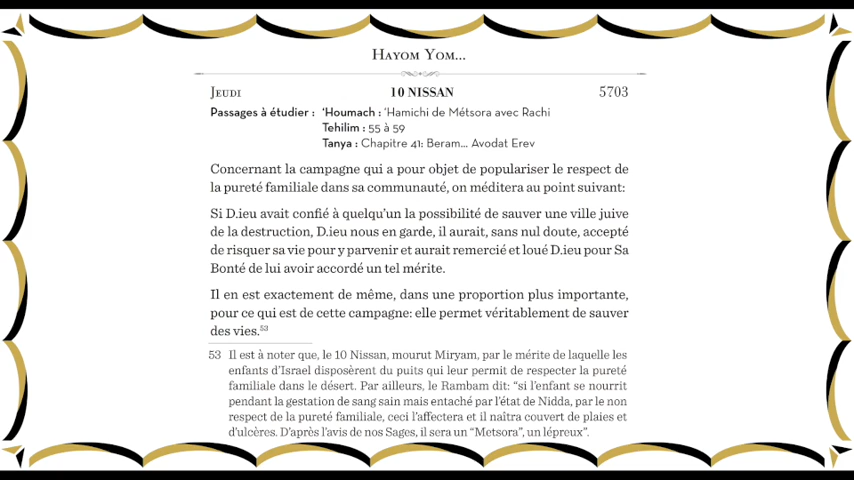 Hayom Yom...
Jeudi 10 NISSAN 5703
Passages à étudier : 'Houmach : 'Hamichi de Métsora avec Rachi
Tehilim : 55 à 59
Tanya : Chapitre 41: Beram... Avodat Erev
Concernant la campagne qui a pour objet de populariser le respect de
la pureté familiale dans sa communauté, on méditera au point suivant:
Si D.ieu avait confié à quelqu'un la possibilité de sauver une ville juive
de la destruction, D.ieu nous en garde, il aurait, sans nul doute, accepté
de risquer sa vie pour y parvenir et aurait remercié et loué D.ieu pour Sa
Bonté de lui avoir accordé un tel mérite.
Il en est exactement de même, dans une proportion plus importante,
pour ce qui est de cette campagne: elle permet véritablement de sauver
des vies.53
53 Il est à noter que, le 10 Nissan, mourut Miryam, par le mérite de laquelle les
enfants d'Israel disposèrent du puits qui leur permit de respecter la pureté
familiale dans le désert. Par ailleurs, le Rambam dit: "si l'enfant se nourrit
pendant la gestation de sang sain mais entaché par l'état de Nidda, par le non
respect de la pureté familiale, ceci l'affectera et il naîtra couvert de plaies et
d'ulcères. D'après l'avis de nos Sages, il sera un "Metsora", un lépreux".